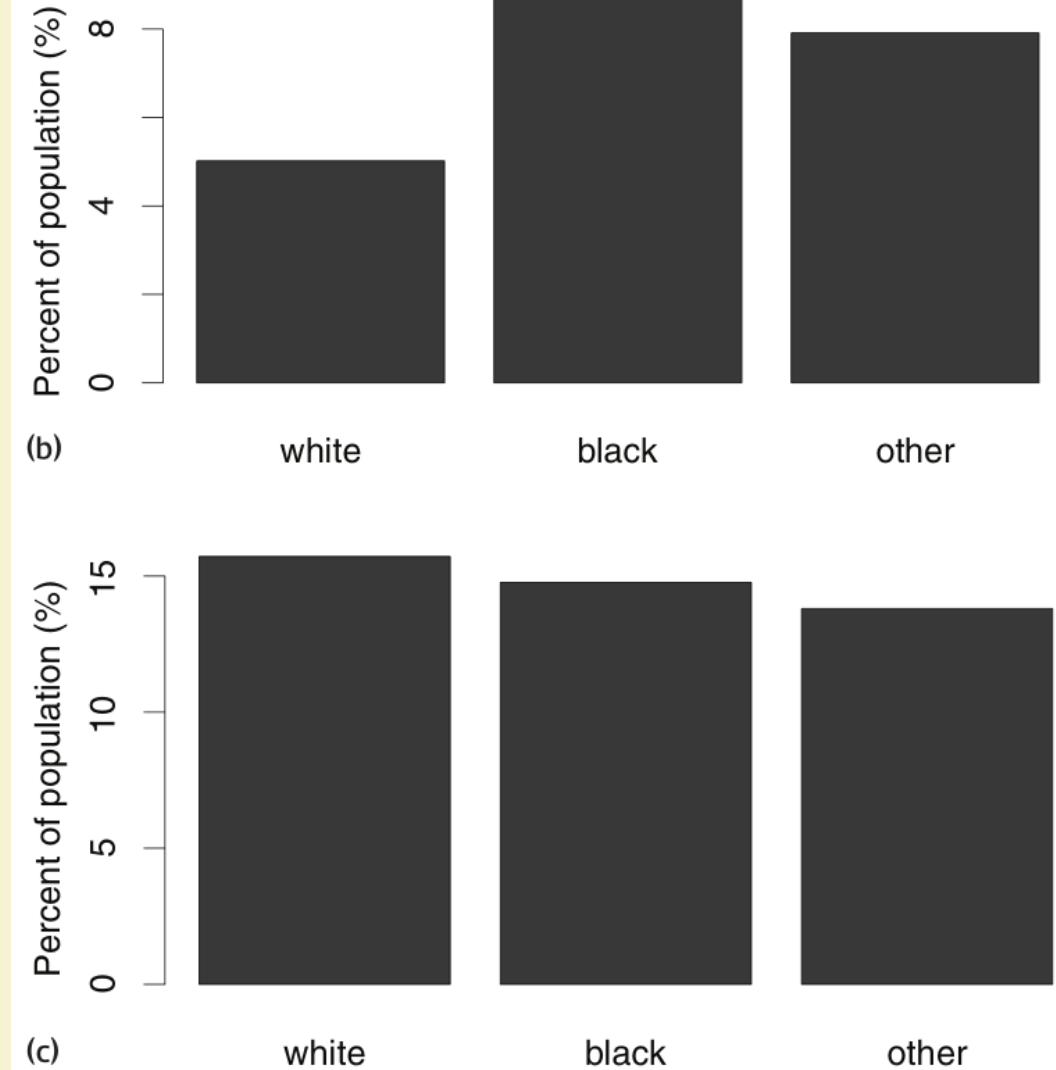 Percent of population (%)
8
4
0
(b)
white black other
Percent of population (%)
15
10
5
0
(c)
white black other